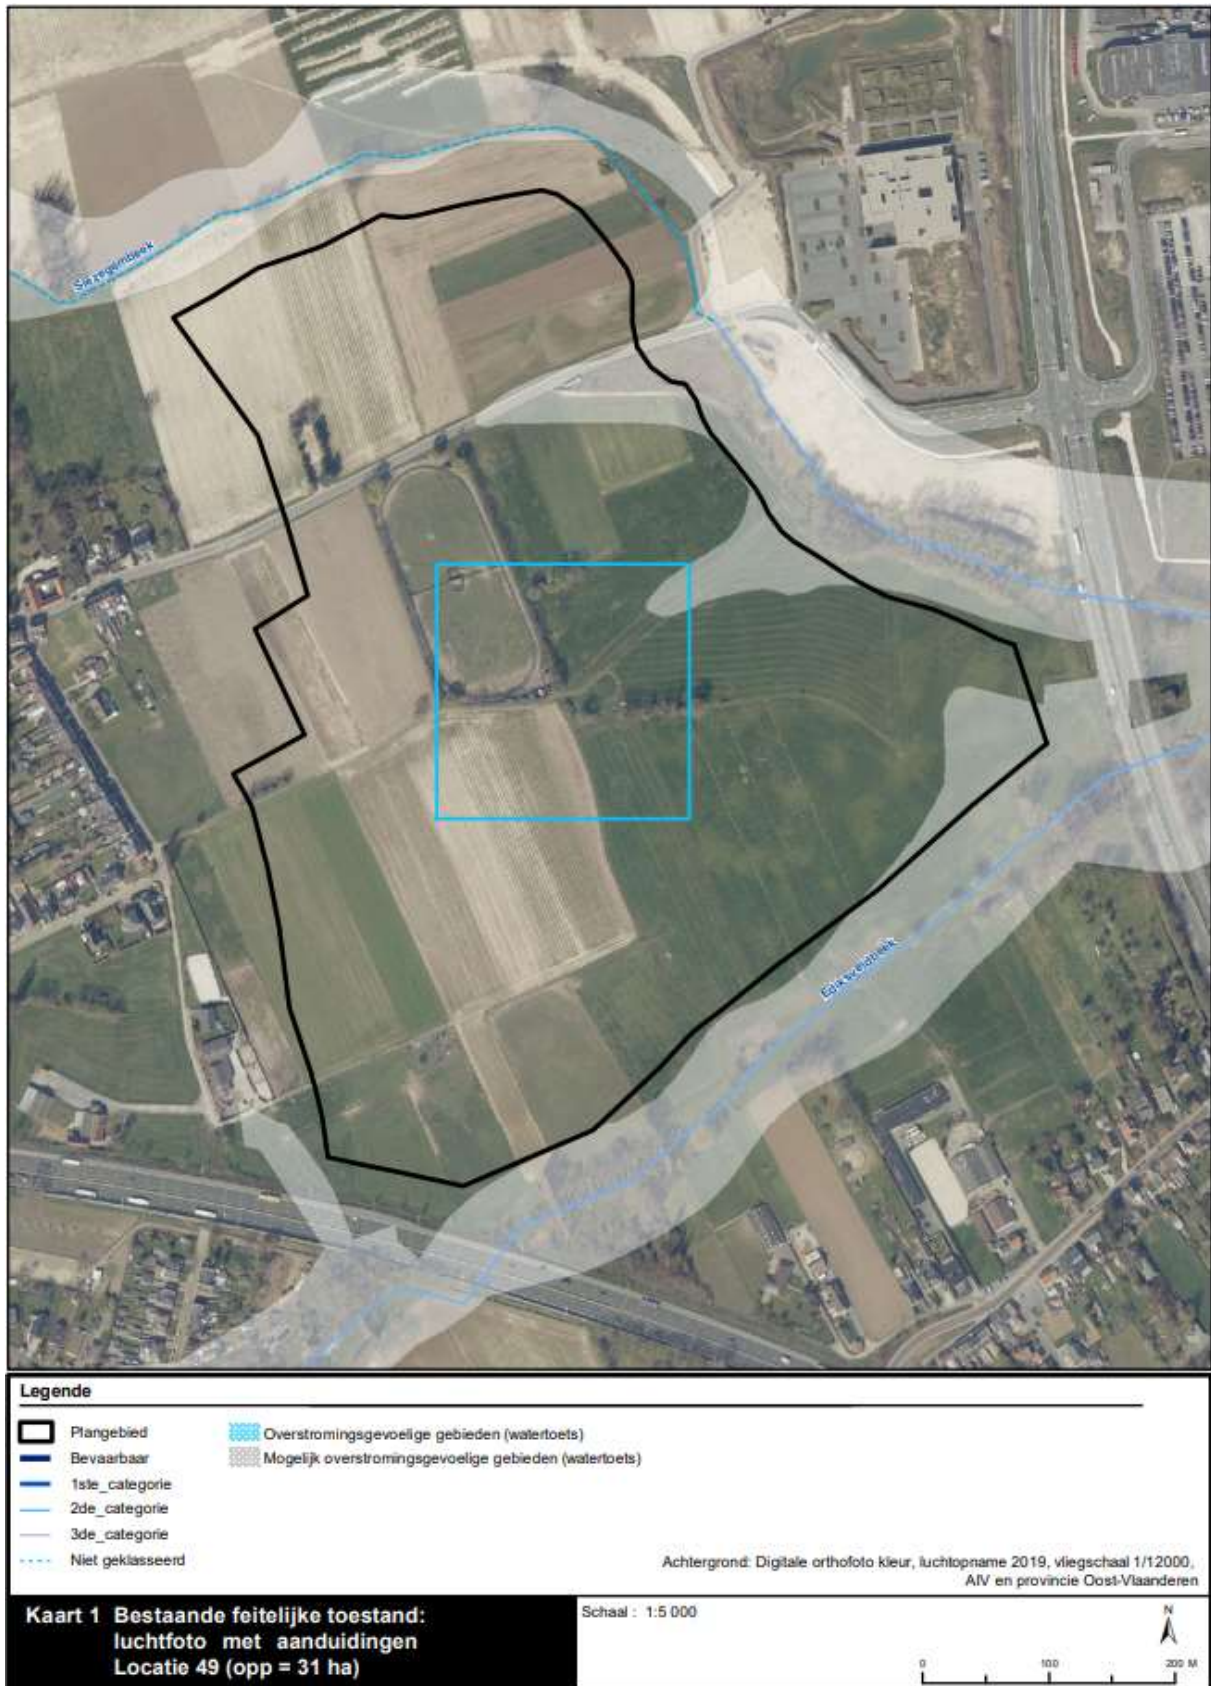 Siezegembeek
Ediksveldbeek
Legende
Plangebied
Bevaarbaar
1ste_categorie
2de_categorie
3de_categorie
Niet geklasseerd
Overstromingsgevoelige gebieden (watertoets)
Mogelijk overstromingsgevoelige gebieden (watertoets)
Achtergrond: Digitale orthofoto kleur, luchtopname 2019, vliegschaal 1/12000,
AIV en provincie Oost-Vlaanderen
Kaart 1 Bestaande feitelijke toestand:
luchtfoto met aanduidingen
Locatie 49 (opp = 31 ha)
Schaal : 1:5 000
N
0 100 200 M